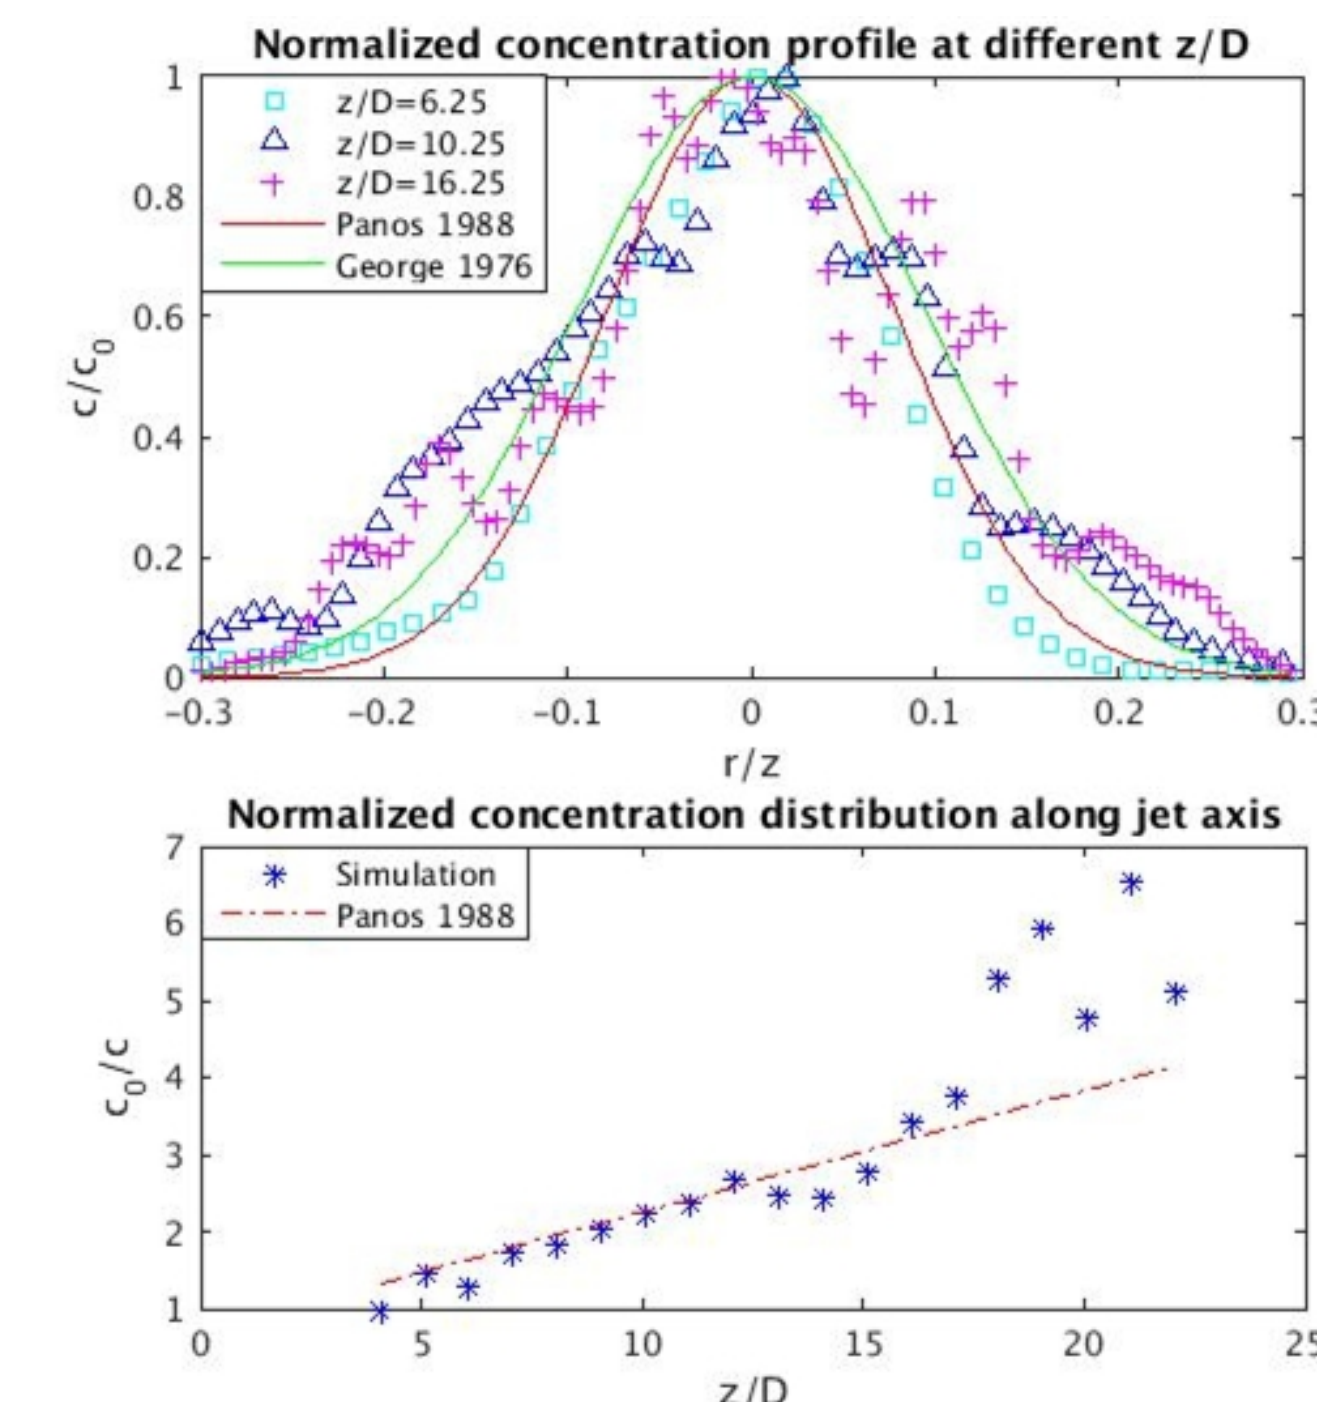 Normalized concentration profile at different z/D
z/D=6.25
z/D=10.25
z/D=16.25
Panos 1988
George 1976
c/c0
1
0.8
0.6
0.4
0.2
0
−0.3
−0.2
−0.1
0
0.1
0.2
0.3
r/z
Normalized concentration distribution along jet axis
Simulation
Panos 1988
c0/c
7
6
5
4
3
2
1
0
5
10
15
20
25
z/D